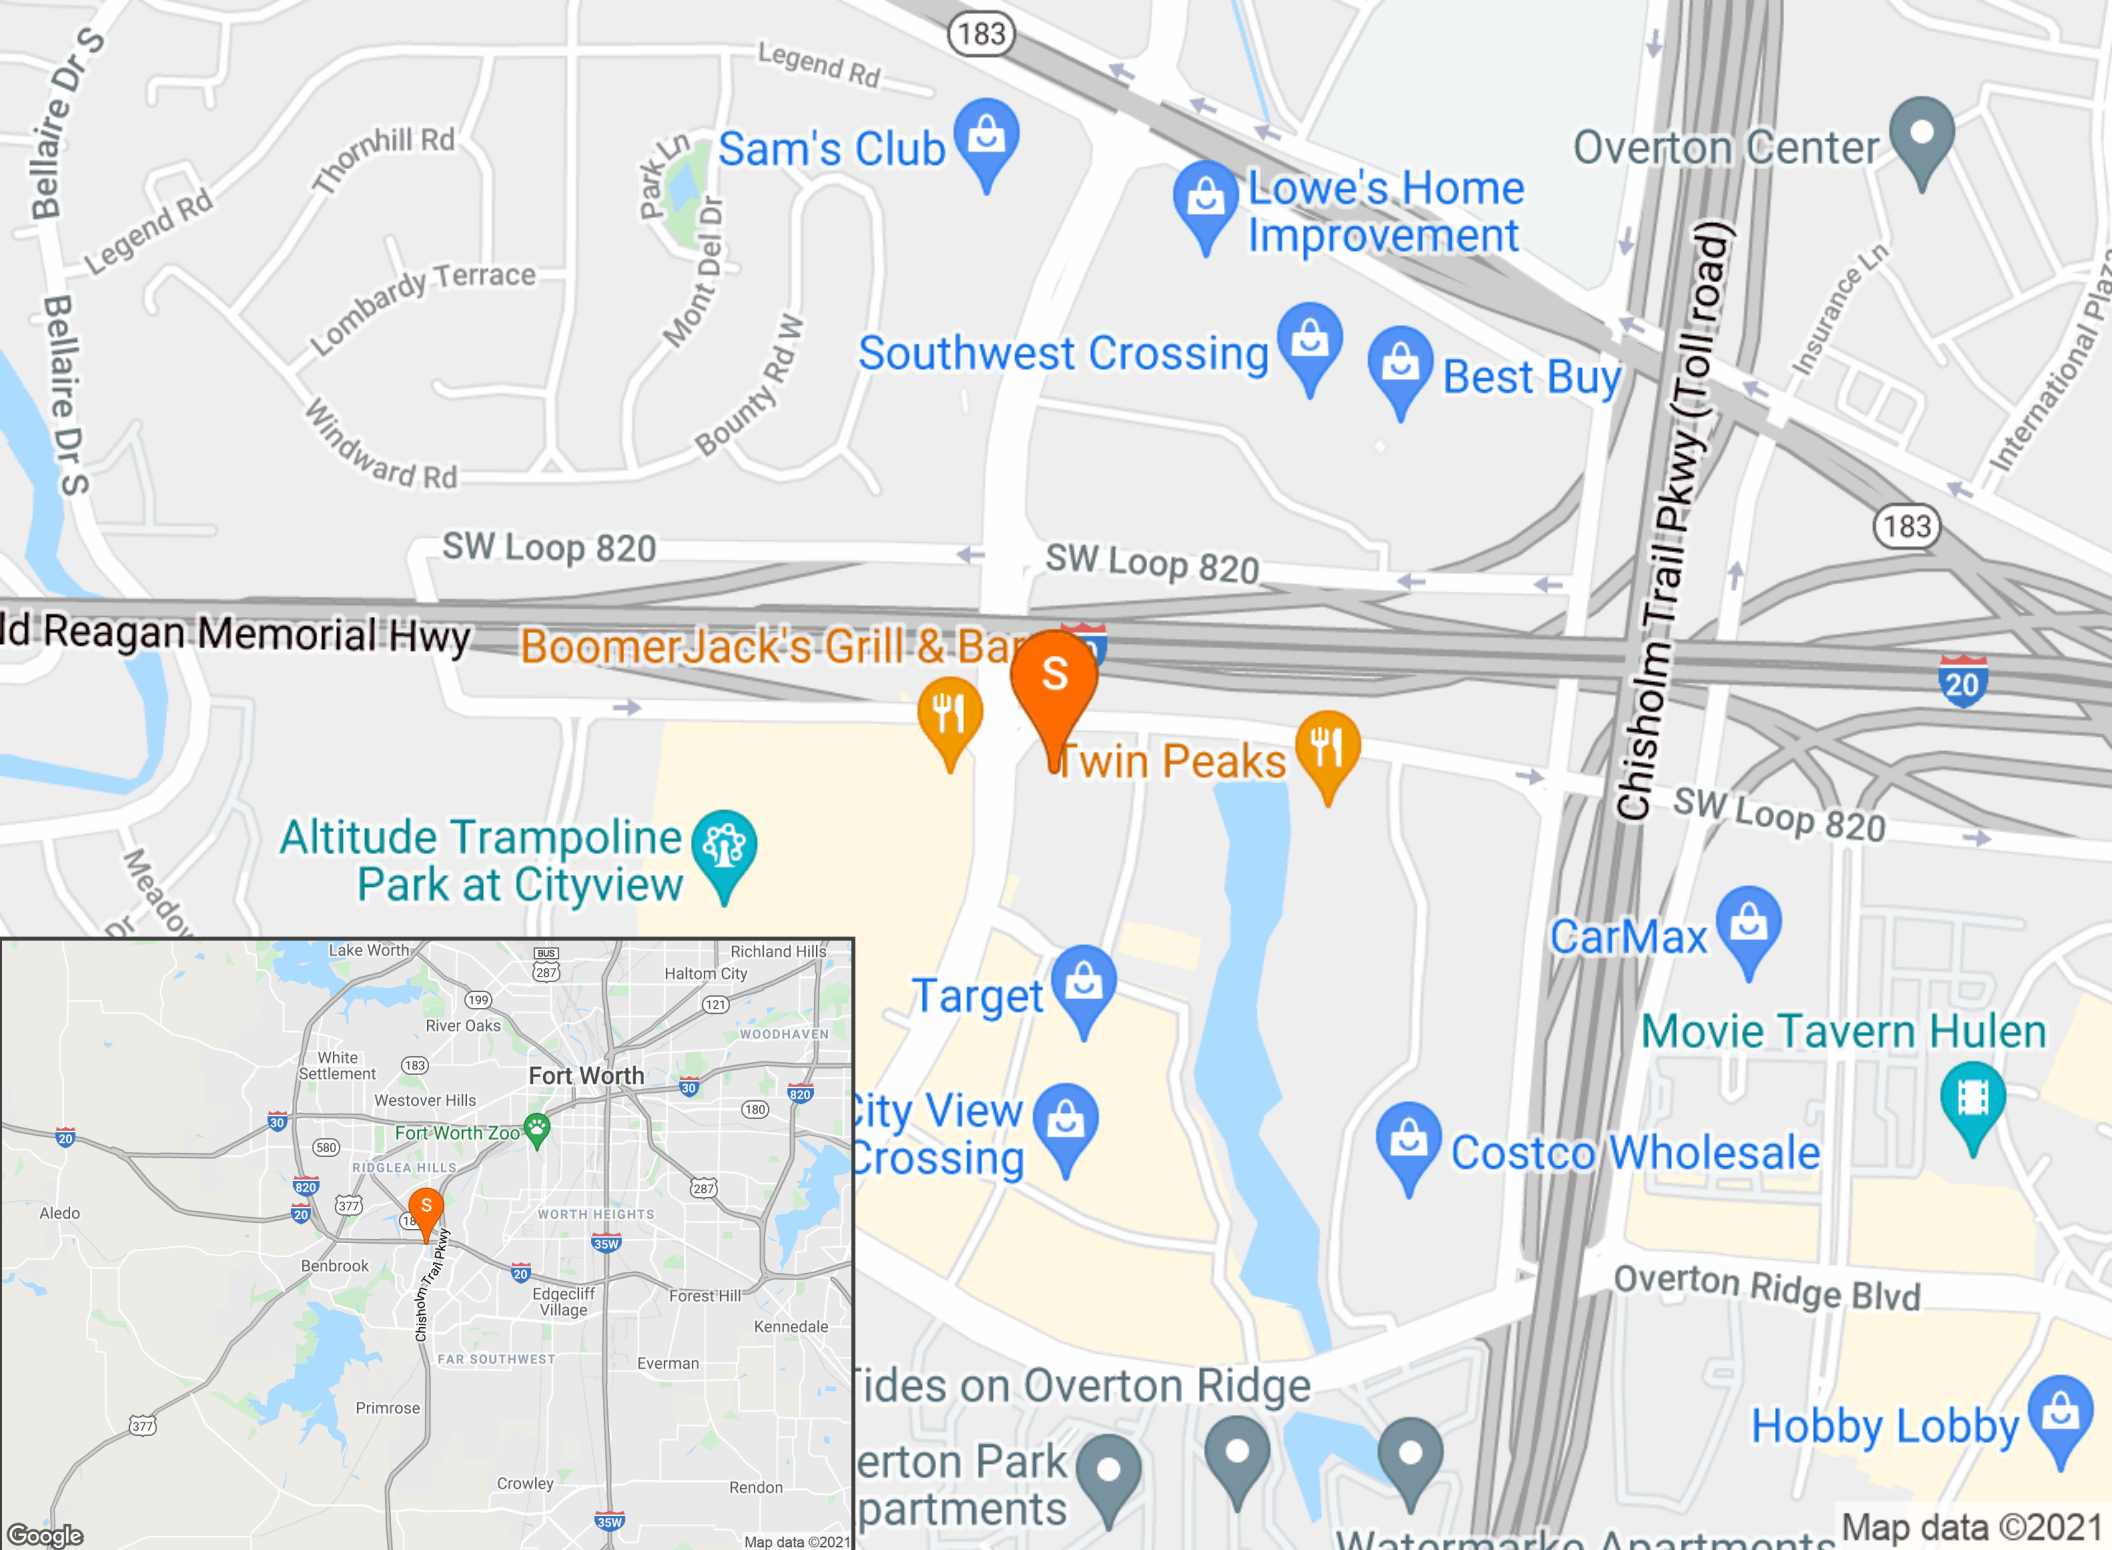 183
Legend Rd
Bellaire Dr S
Thornhill Rd
Park Ln
Sam's Club
Lowe's Home
Improvement
Overton Center
Legend Rd
Mont Del Dr
Lombardy Terrace
Insurance Ln
International Plaza
Bellaire Dr S
Southwest Crossing
Best Buy
Chisholm Trail Pkwy (Toll road)
Bounty Rd W
Windward Rd
183
SW Loop 820
SW Loop 820
ld Reagan Memorial Hwy
BoomerJack's Grill & Bar
S
20
Twin Peaks
SW Loop 820
Altitude Trampoline
Park at Cityview
Meadow
Dr
CarMax
Target
Movie Tavern Hulen
City View
Crossing
Costco Wholesale
Overton Ridge Blvd
Tides on Overton Ridge
Hobby Lobby
erton Park
partments
Watermarke Apartments
Map data ©2021
Lake Worth
BUS
287
Richland Hills
Haltom City
199
121
River Oaks
WOODHAVEN
White
Settlement
183
Fort Worth
30
820
Westover Hills
180
30
20
Fort Worth Zoo
580
RIDGLEA HILLS
820
377
287
S
18
20
Aledo
WORTH HEIGHTS
35W
Benbrook
Chisholm Trail Pkwy
20
Edgecliff
Village
Forest Hill
Kennedale
FAR SOUTHWEST
Everman
Primrose
377
Crowley
Rendon
35W
Google
Map data ©2021